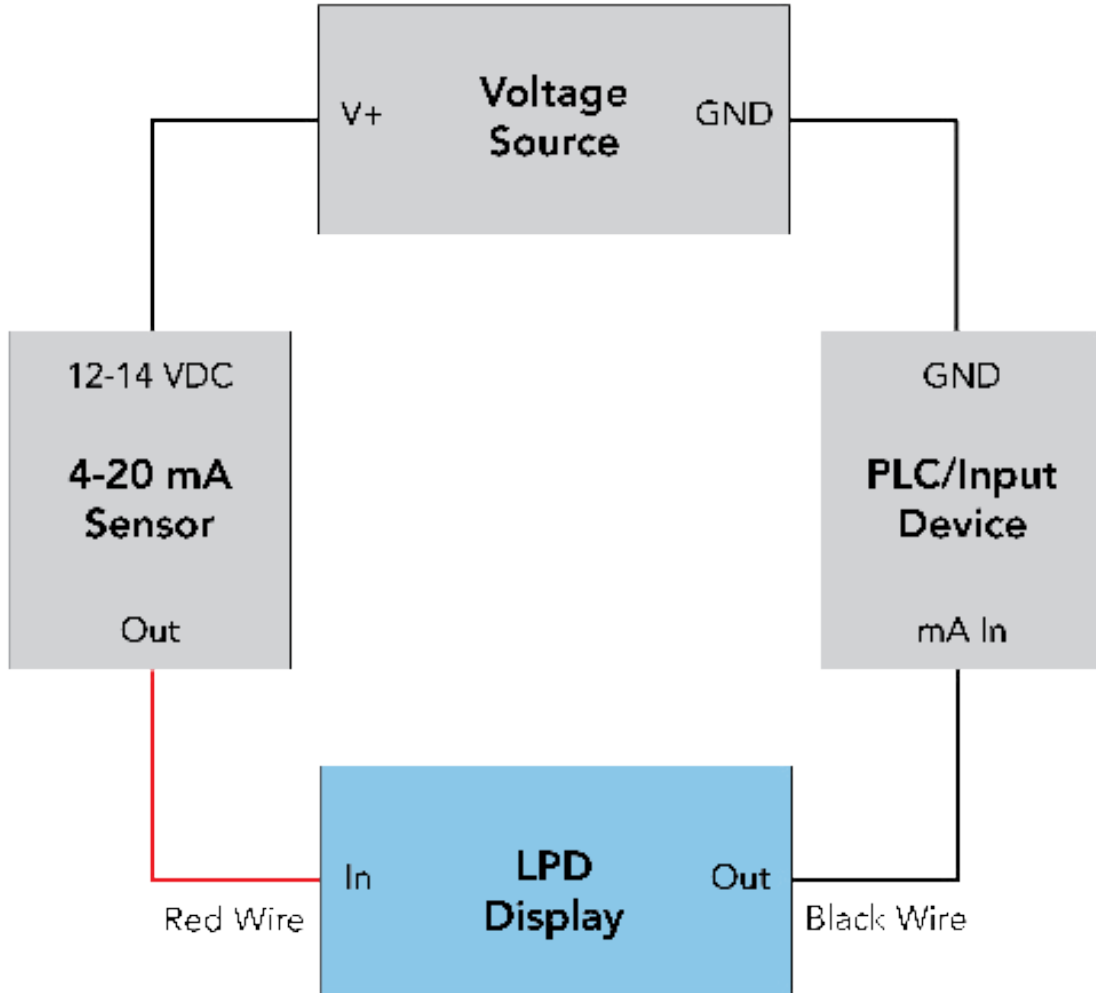 V+
Voltage
Source
GND
12-14 VDC
4-20 mA
Sensor
Out
GND
PLC/Input
Device
mA In
Red Wire
In
LPD
Display
Out
Black Wire